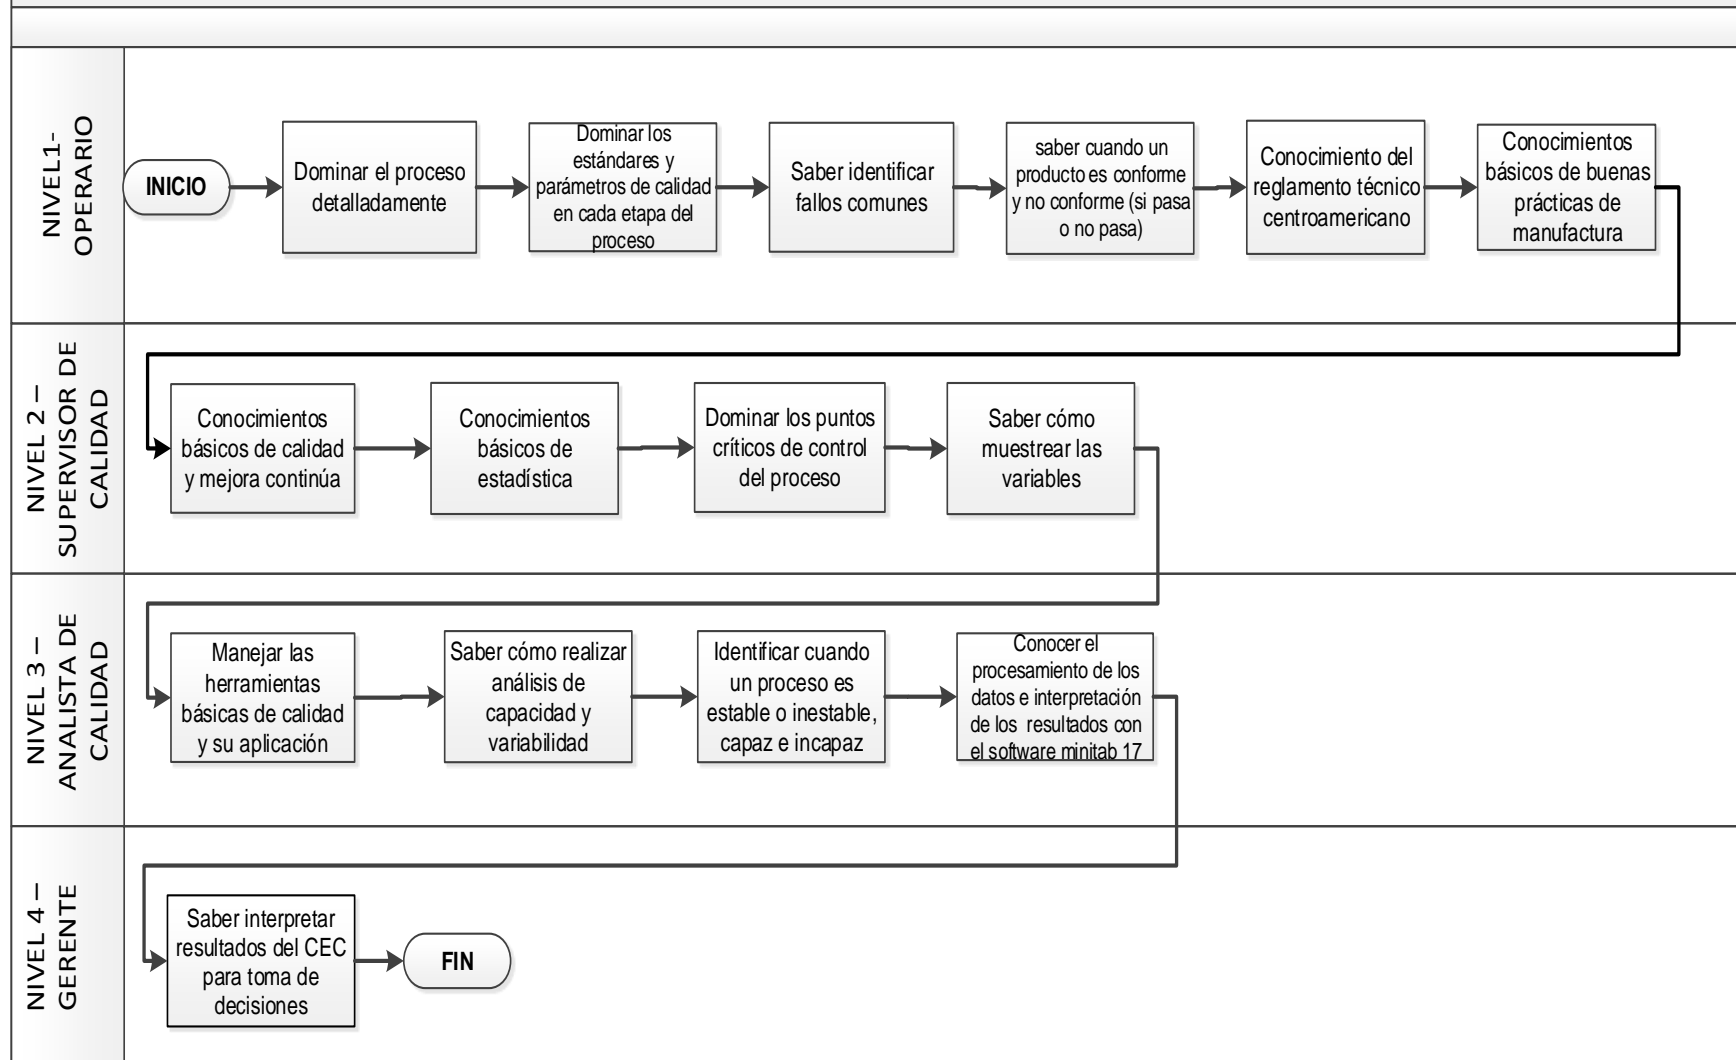 NIVEL1-
OPERARIO
INICIO
Dominar el proceso
detalladamente
Dominar los
estándares y
parámetros de calidad
en cada etapa del
proceso
Saber identificar
fallos comunes
saber cuando un
producto es conforme
y no conforme (si pasa
o no pasa)
Conocimiento del
reglamento técnico
centroamericano
Conocimientos
básicos de buenas
prácticas de
manufactura
NIVEL 2 –
SUPERVISOR DE
CALIDAD
Conocimientos
básicos de calidad
y mejora continúa
Conocimientos
básicos de
estadística
Dominar los puntos
críticos de control
del proceso
Saber cómo
muestrear las
variables
NIVEL 3 –
ANALISTA DE
CALIDAD
Manejar las
herramientas
básicas de calidad
y su aplicación
Saber cómo realizar
análisis de
capacidad y
variabilidad
Identificar cuando
un proceso es
estable o inestable,
capaz e incapaz
Conocer el
procesamiento de los
datos e interpretación
de los resultados con
el software minitab 17
NIVEL 4 –
GERENTE
Saber interpretar
resultados del CEC
para toma de
decisiones
FIN